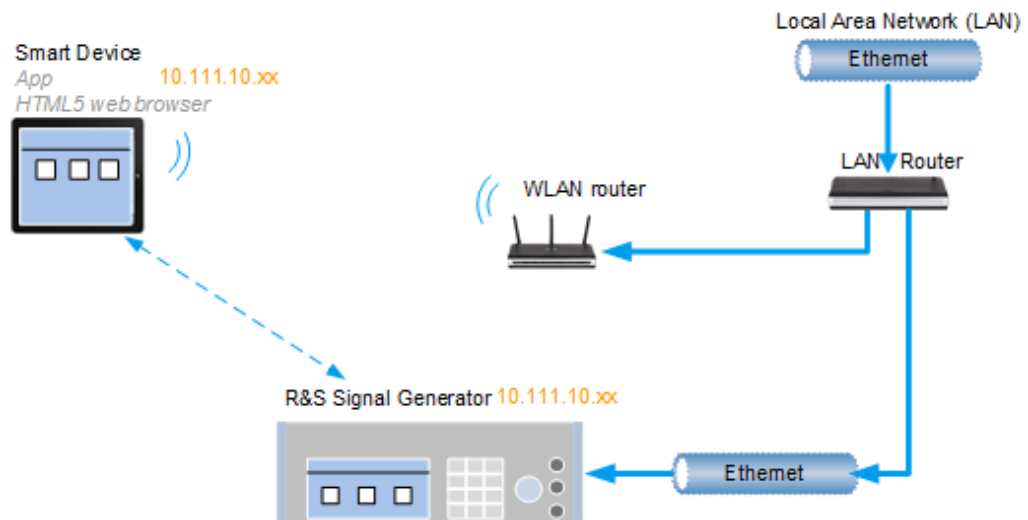 Local Area Network (LAN)
Ethernet
Smart Device
App
10.111.10.xx
HTML5 web browser
LAN Router
WLAN router
R&S Signal Generator 10.111.10.xx
Ethernet